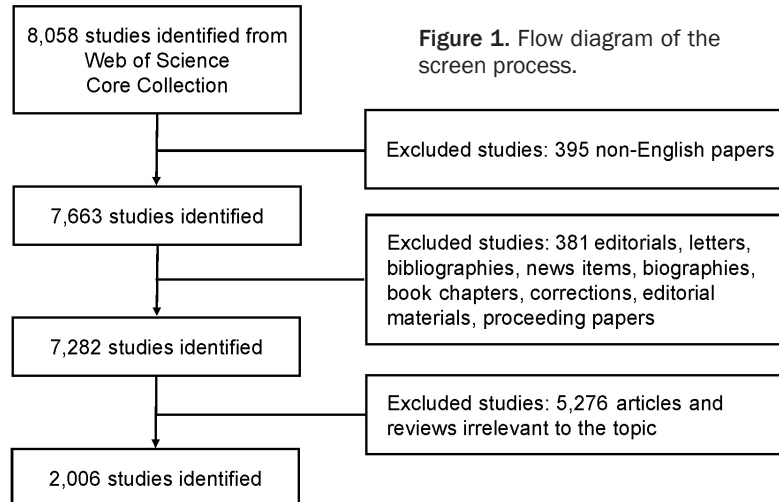 8,058 studies identified from
Web of Science
Core Collection
Figure 1. Flow diagram of the
screen process.
Excluded studies: 395 non-English papers
7,663 studies identified
Excluded studies: 381 editorials, letters,
bibliographies, news items, biographies,
book chapters, corrections, editorial
materials, proceeding papers
7,282 studies identified
Excluded studies: 5,276 articles and
reviews irrelevant to the topic
2,006 studies identified